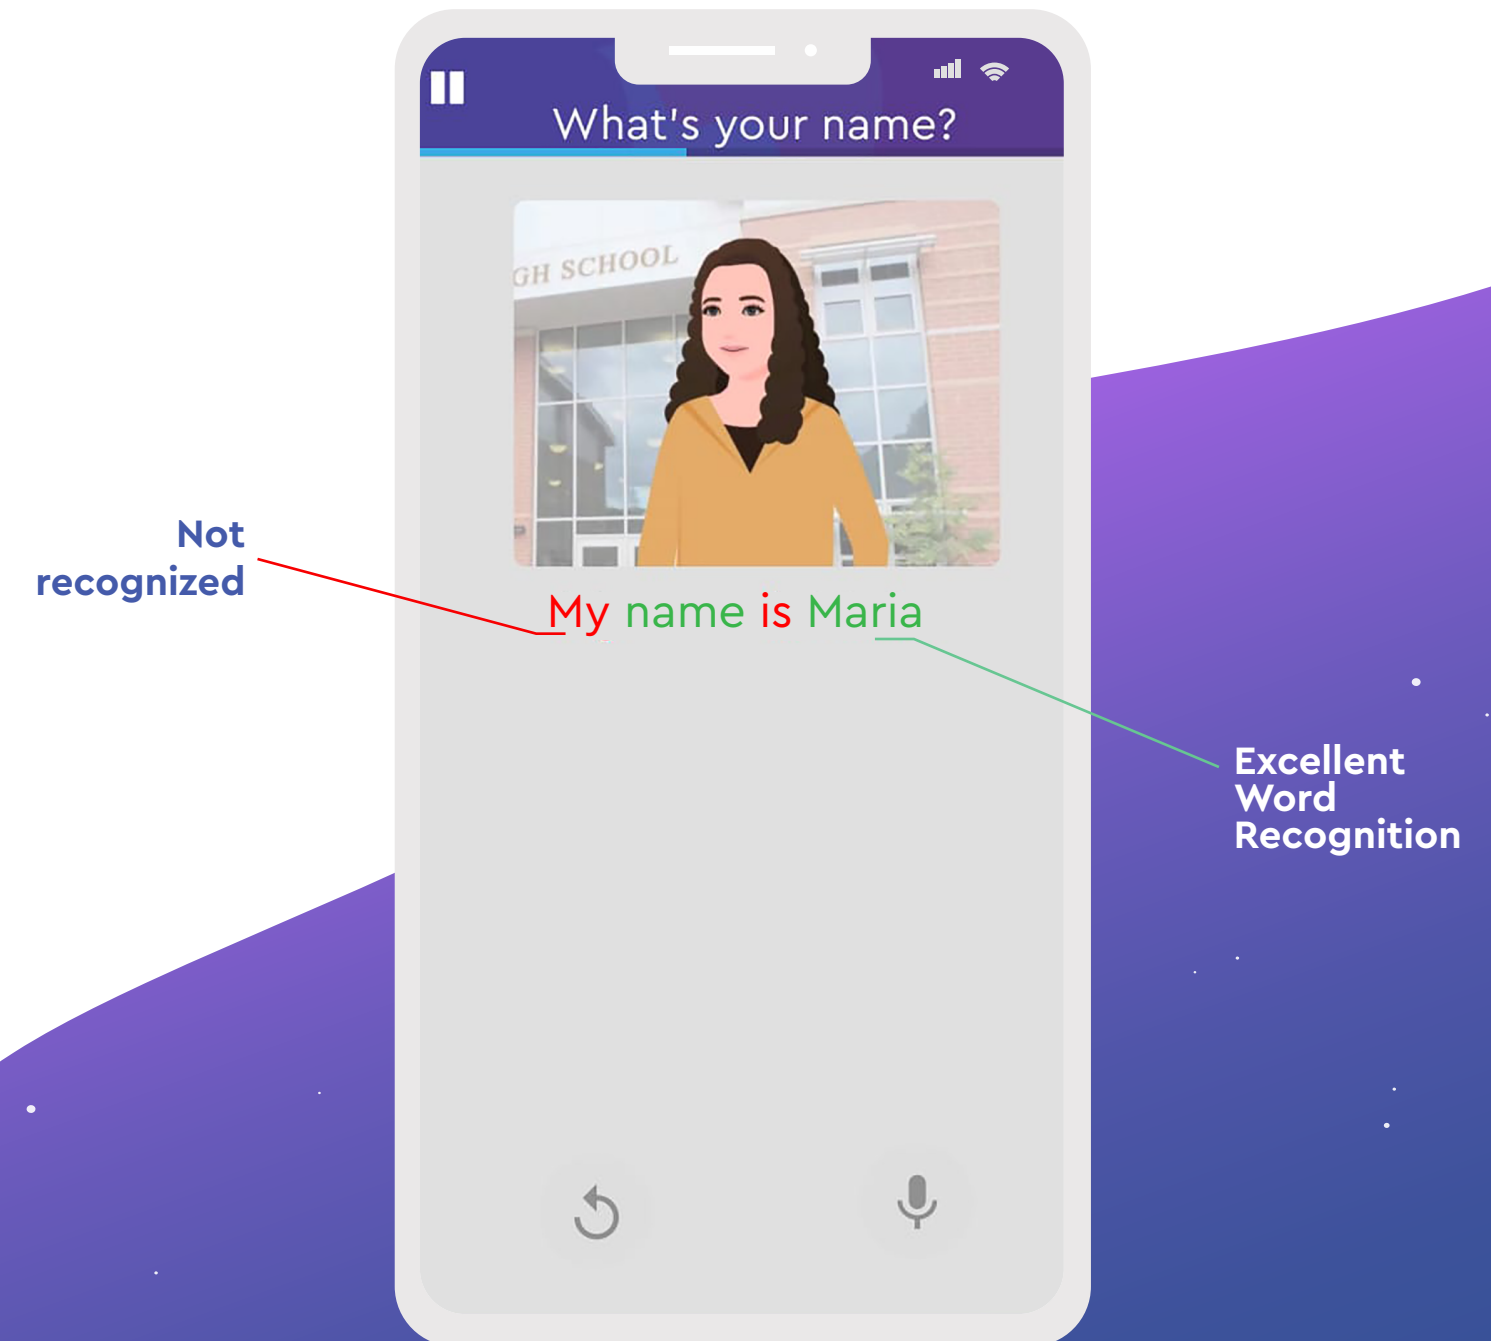 What's your name?
GH SCHOOL
Not
recognized
My name is Maria
Excellent
Word
Recognition